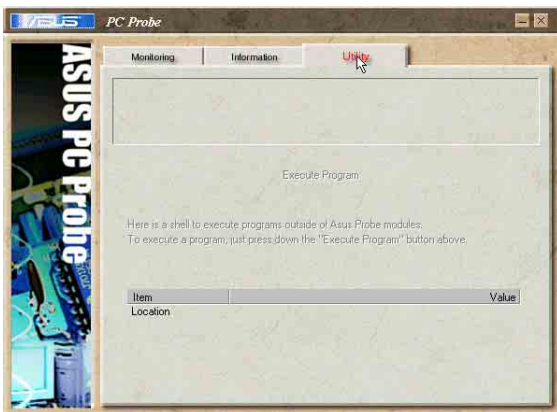 ASUS PC Probe
Monitoring Information Utility
ASUS PC Probe
Execute Program
Here is a shell to execute programs outside of Asus Probe modules.
To execute a program, just press down the "Execute Program" button above.
Item Value
Location